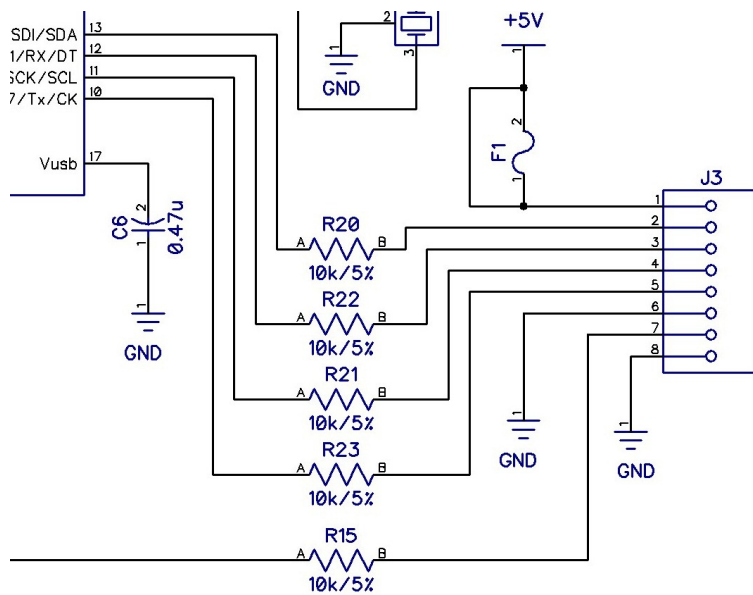 SDI/SDA 13
1/RX/DT 12
SCK/SCL 11
7/Tx/CK 10
Vusb 17
2
C6
0.47u
1
1
GND
2
1
3
GND
+5V
1
2
F1
1
J3
1
2
3
4
5
6
7
8
R20
A B
10k/5%
R22
A B
10k/5%
R21
A B
10k/5%
R23
A B
10k/5%
R15
A B
10k/5%
1
GND
1
GND